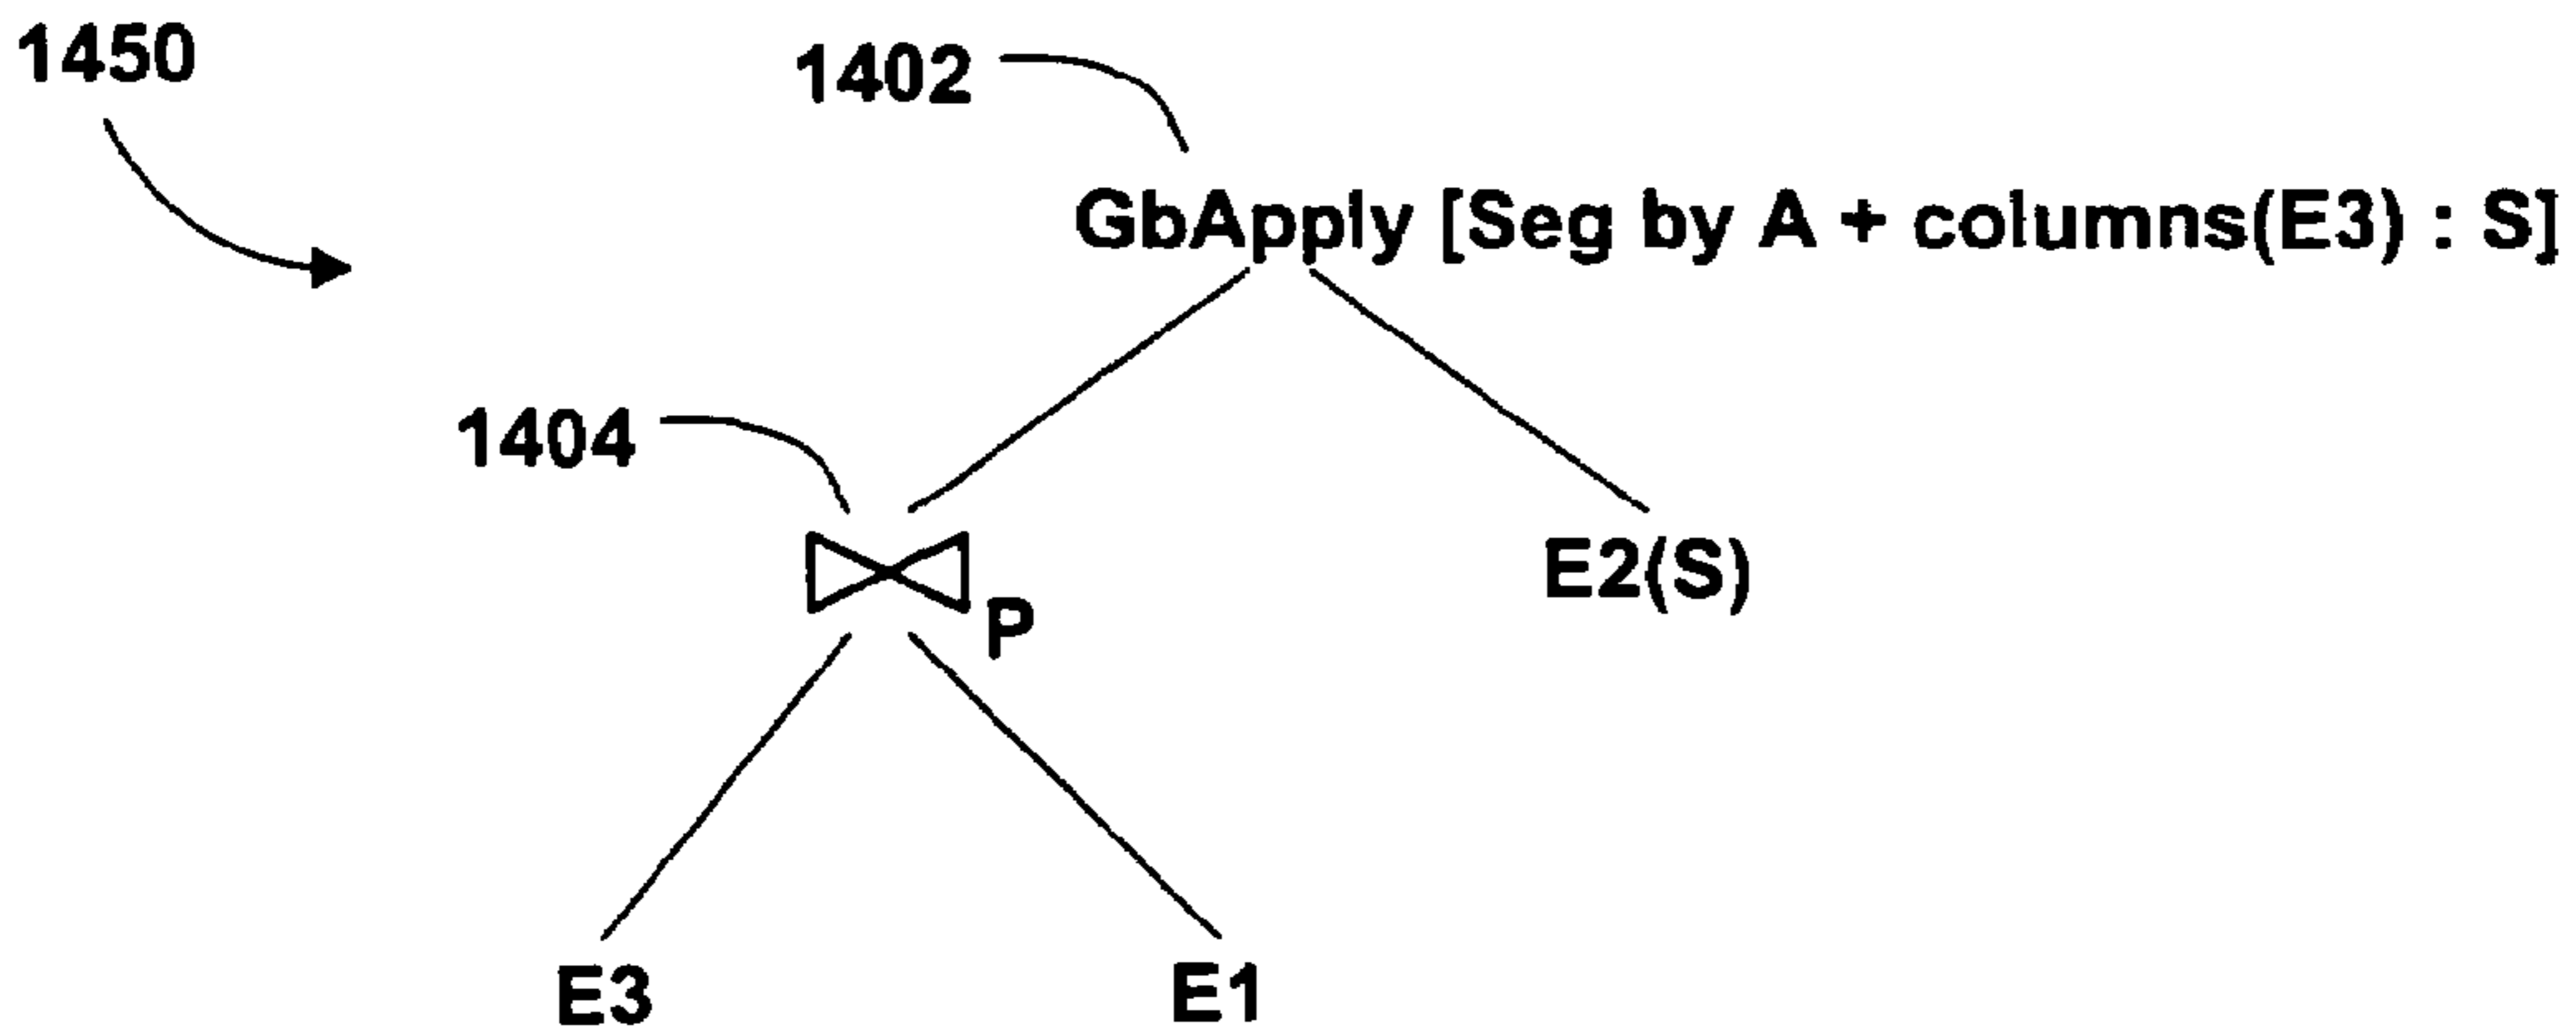 1450
1402
GbApply [Seg by A + columns(E3) : S]
1404
E2(S)
P
E3
E1